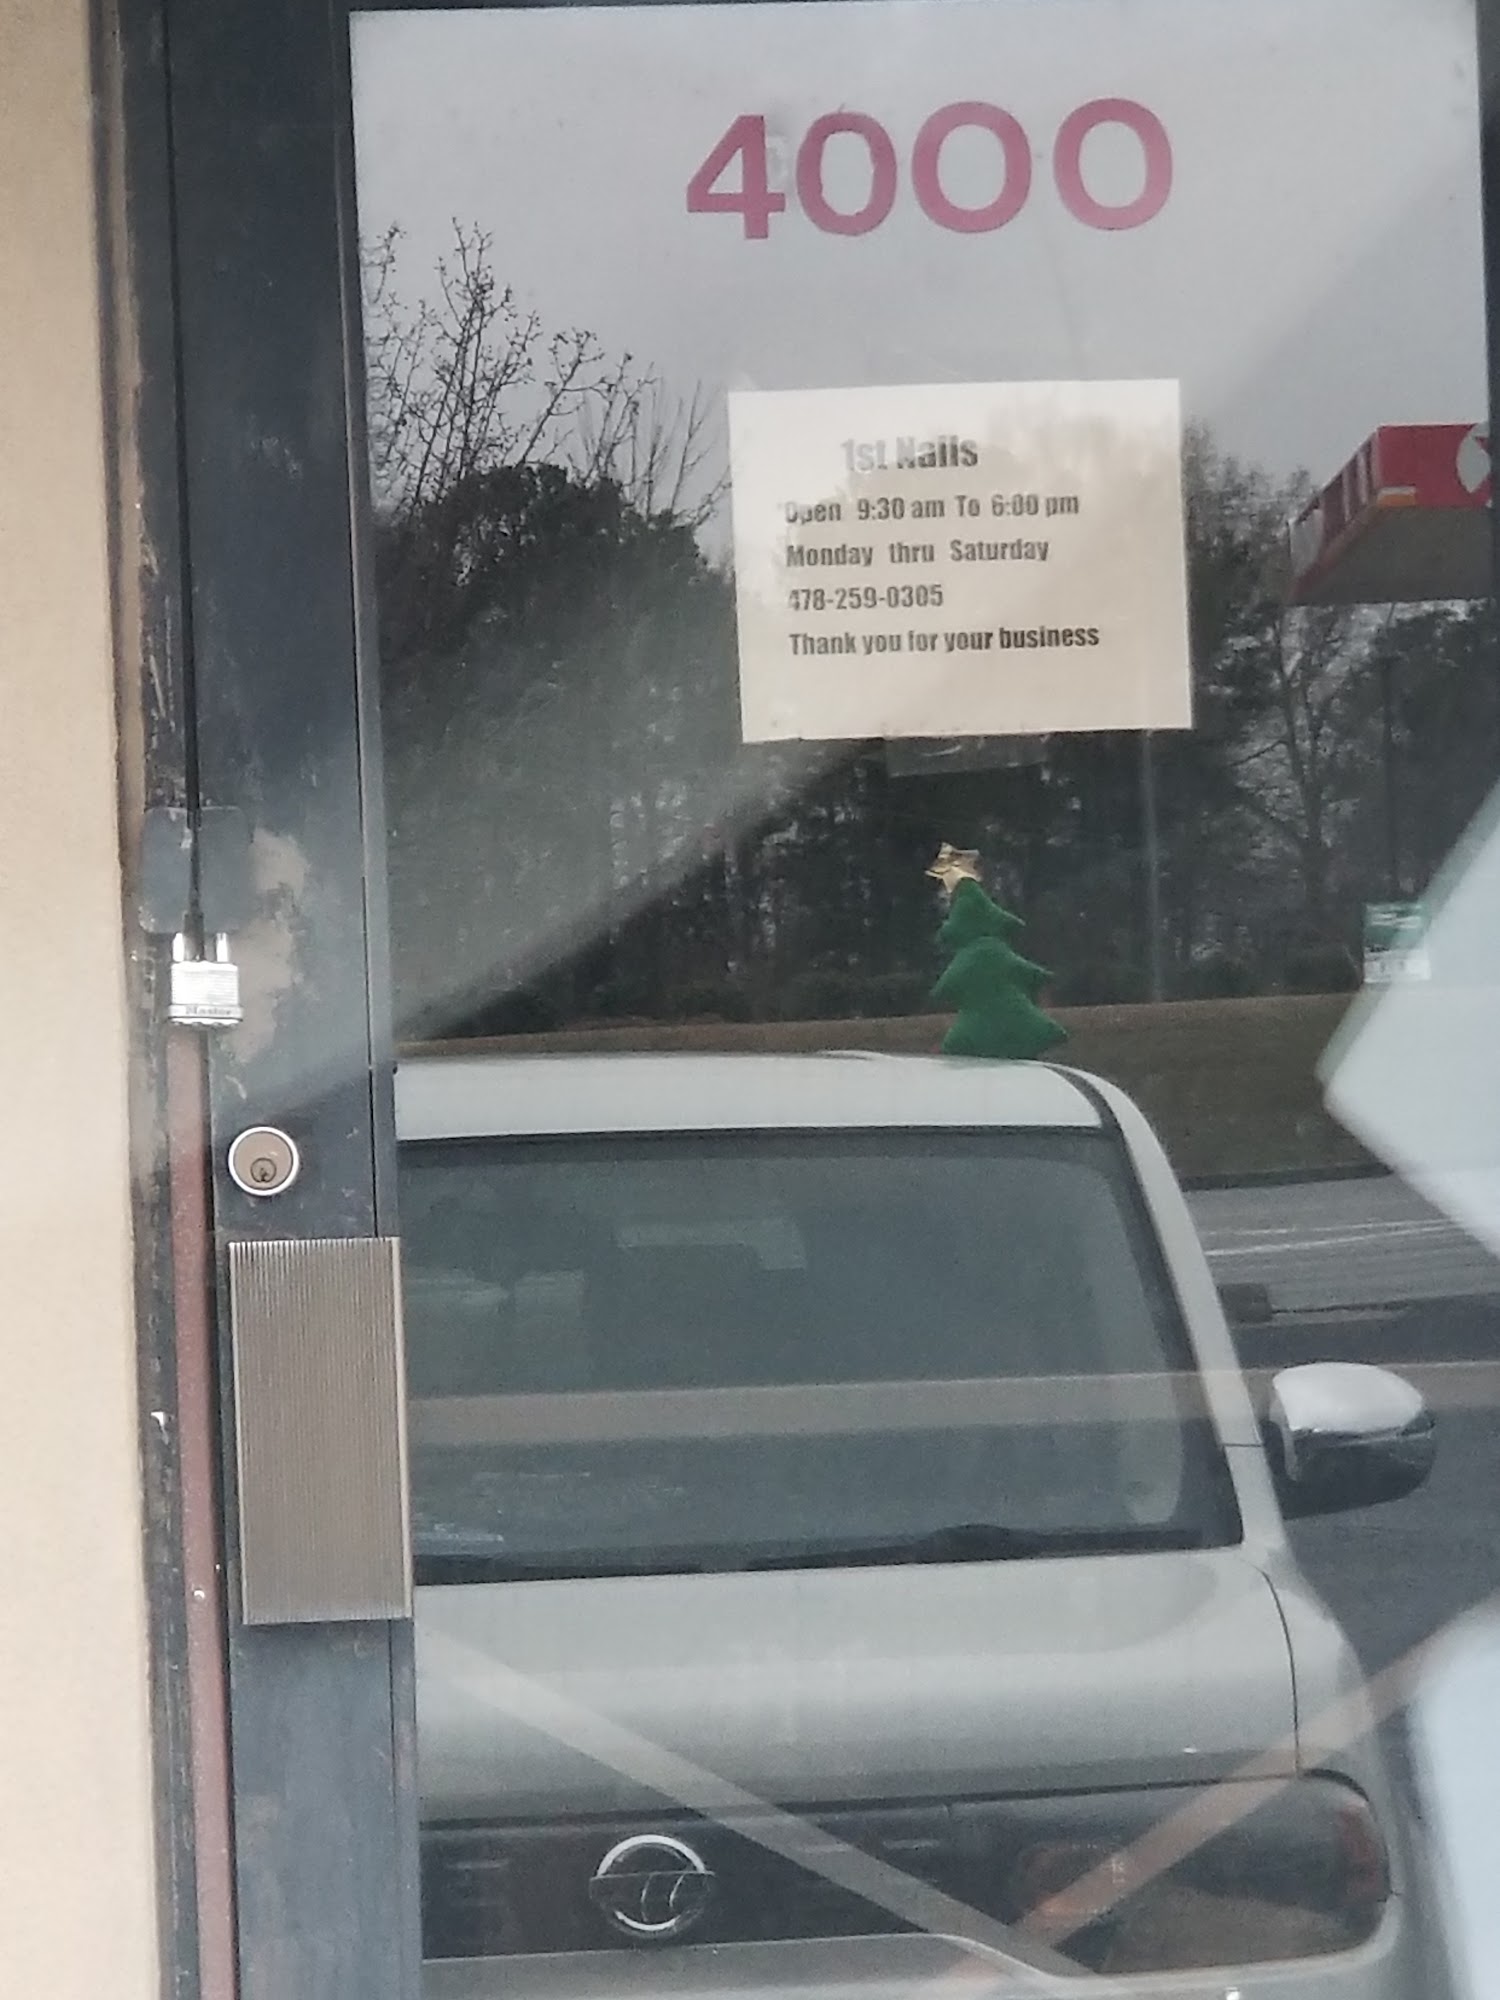 4000
1st Nails
Open 9:30 am To 6:00 pm
Monday thru Saturday
478-259-0305
Thank you for your business
Master